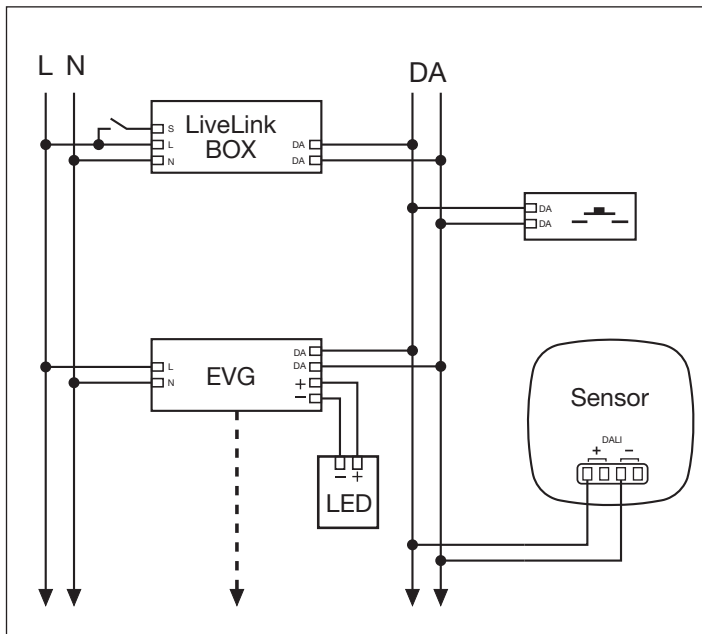 L N
DA
LiveLink
BOX
S
L
N
DA
DA
DA
DA
EVG
L
N
DA
DA
+
−
− +
LED
Sensor
DALI
+ −